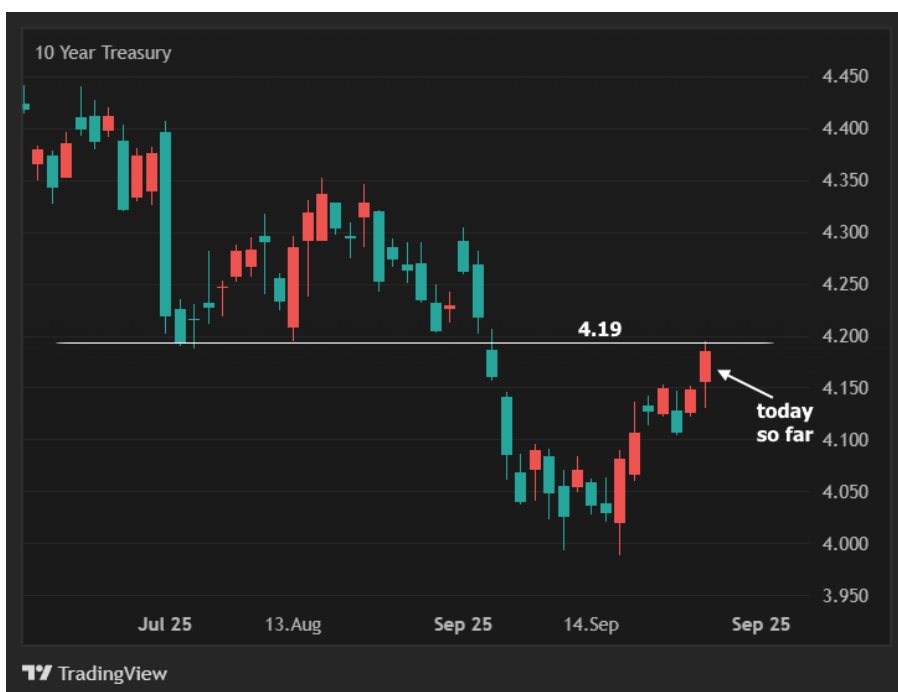 10 Year Treasury
4.450
4.400
4.350
4.300
4.250
4.19
4.200
4.150
today
so far
4.100
4.050
4.000
3.950
Jul 25 13.Aug Sep 25 14.Sep Sep 25
TradingView